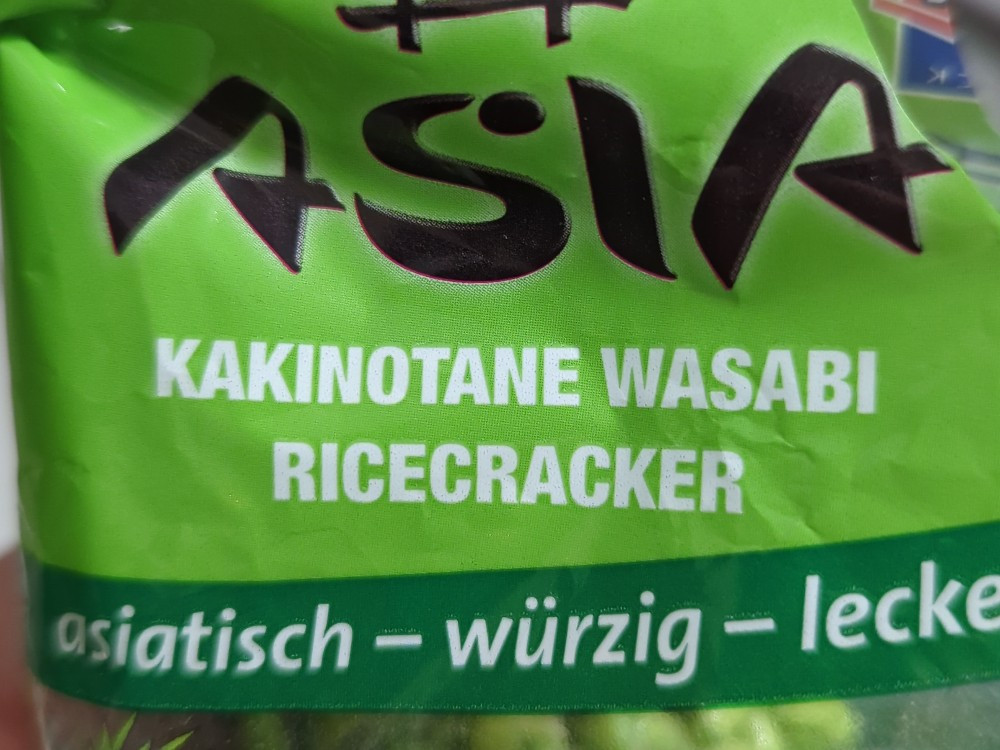 ASIA
KAKINOTANE WASABI
RICECRACKER
asiatisch – würzig – lecke